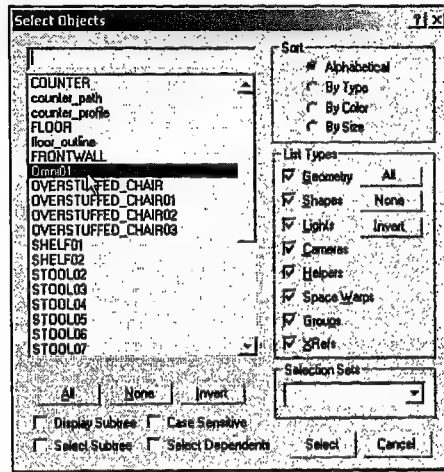 Select Objects
COUNTER
counter_path
counter_profile
FLOOR
floor_outline
FRONTWALL
Omni01
OVERSTUFFED_CHAIR
OVERSTUFFED_CHAIR01
OVERSTUFFED_CHAIR02
OVERSTUFFED_CHAIR03
SHELF01
SHELF02
STOOL02
STOOL03
STOOL04
STOOL05
STOOL06
STOOL07
All None Invert
Display Subtree Case Sensitive
Select Subtree Select Dependents
Sort
Alphabetical
By Type
By Color
By Size
List Types
Geometry All
Shapes None
Lights Invert
Cameras
Helpers
Space Warps
Groups
XRefs
Selection Sets
Select Cancel